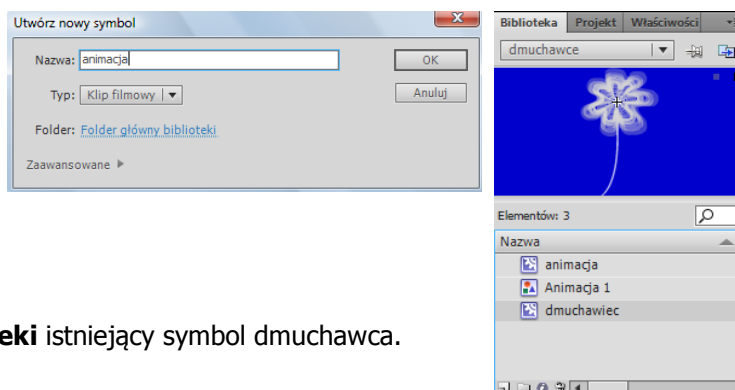 Utwórz nowy symbol
Nazwa: animacja
OK
Typ: Klip filmowy
Anuluj
Folder: Folder główny biblioteki
Zaawansowane
Biblioteka Projekt Właściwości
dmuchawce
Elementów: 3
Nazwa
animacja
Animacja 1
dmuchawiec
eki istniejący symbol dmuchawca.